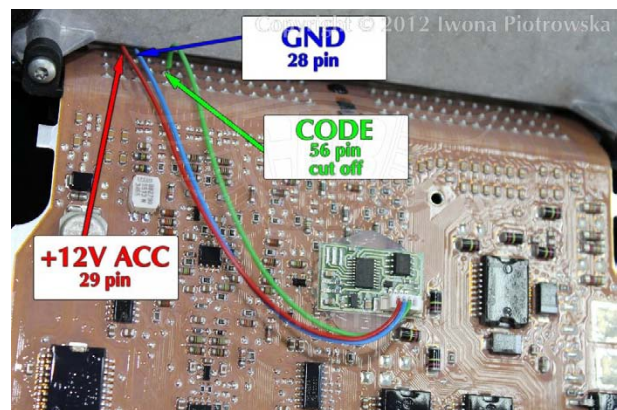 Copyright © 2012 Iwona Piotrowska
GND
28 pin
CODE
56 pin
cut off
+12V ACC
29 pin